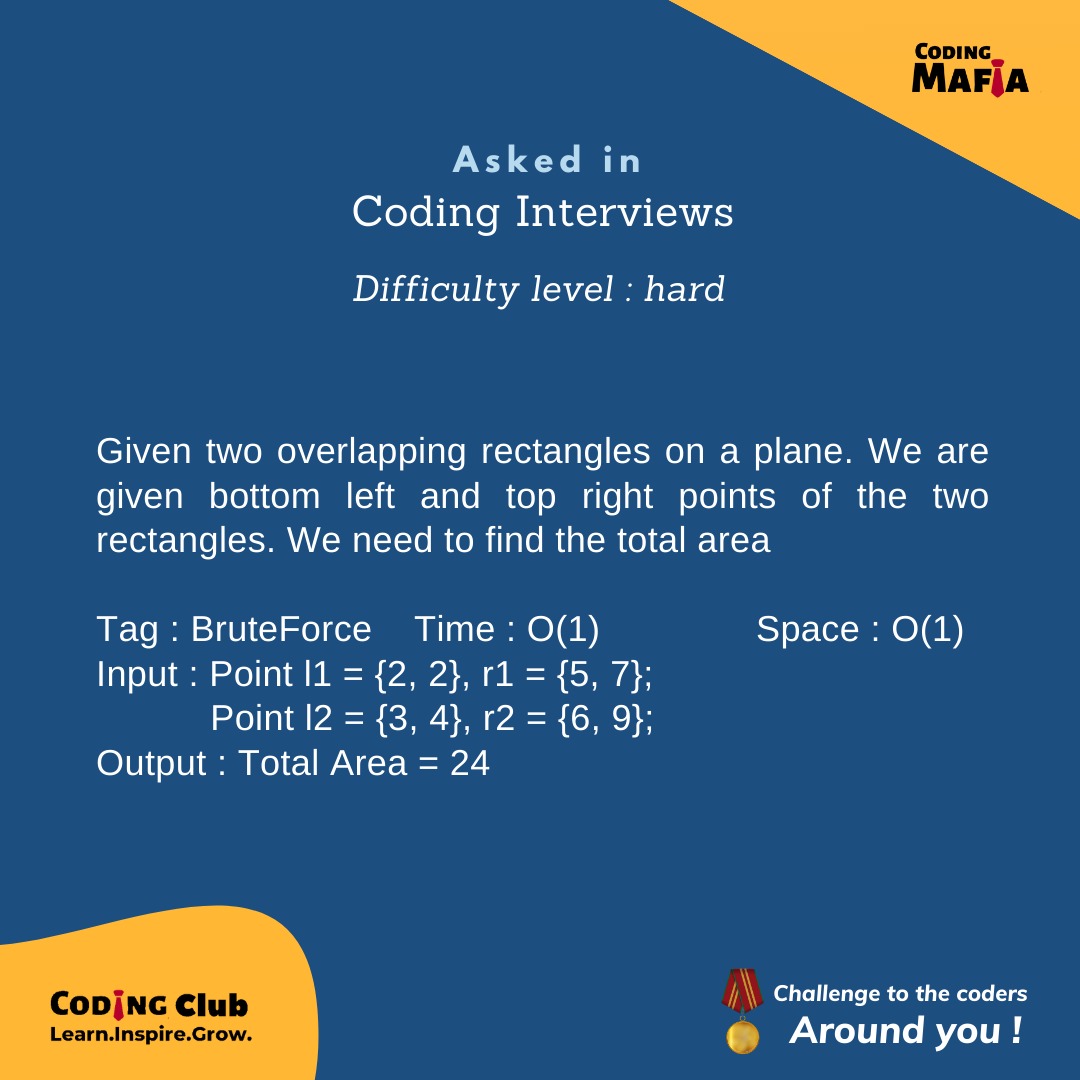 CODING
MAFIA
Asked in
Coding Interviews
Difficulty level : hard
Given two overlapping rectangles on a plane. We are
given bottom left and top right points of the two
rectangles. We need to find the total area
Tag : BruteForce Time : O(1) Space : O(1)
Input : Point l1 = {2, 2}, r1 = {5, 7};
Point l2 = {3, 4}, r2 = {6, 9};
Output : Total Area = 24
CODING Club
Learn.Inspire.Grow.
Challenge to the coders
Around you !